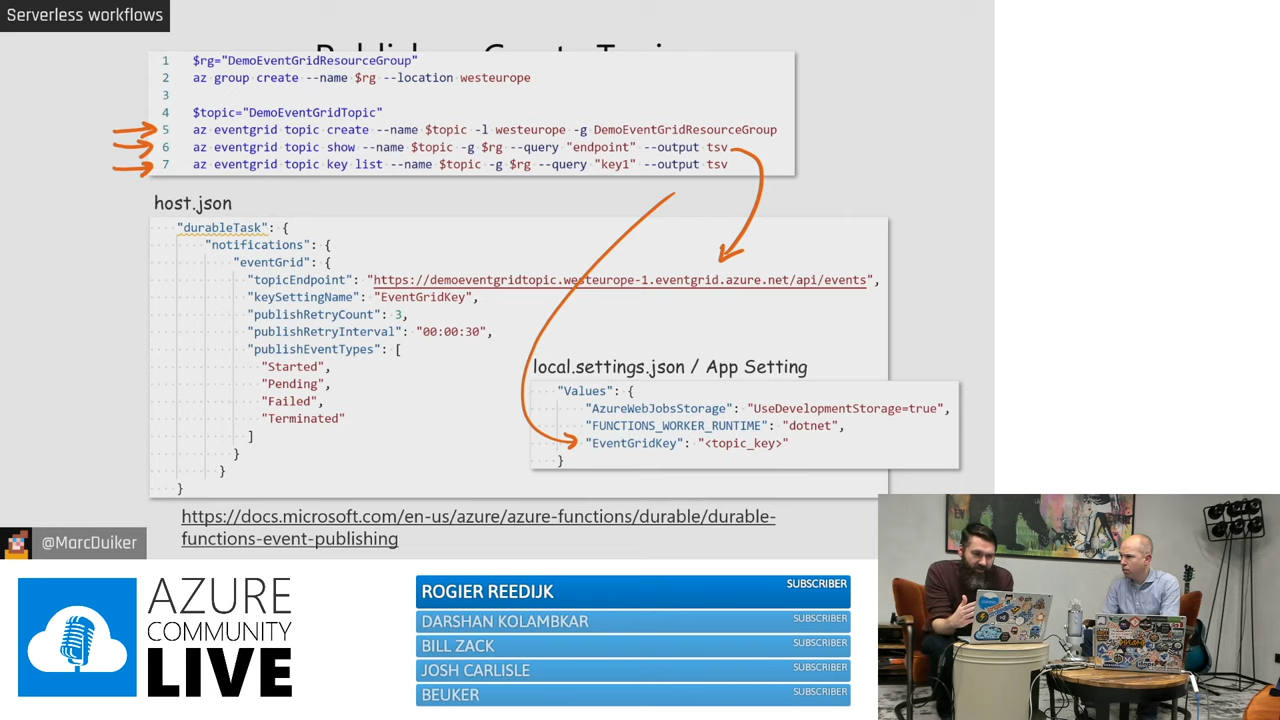 Serverless workflows
1 $rg="DemoEventGridResourceGroup"
2 az group create --name $rg --location westeurope
3
4 $topic="DemoEventGridTopic"
5 az eventgrid topic create --name $topic -l westeurope -g DemoEventGridResourceGroup
6 az eventgrid topic show --name $topic -g $rg --query "endpoint" --output tsv
7 az eventgrid topic key list --name $topic -g $rg --query "key1" --output tsv
host.json
"durableTask": {
"notifications": {
"eventGrid": {
"topicEndpoint": "https://demoeventgridtopic.westeurope-1.eventgrid.azure.net/api/events",
"keySettingName": "EventGridKey",
"publishRetryCount": 3,
"publishRetryInterval": "00:00:30",
"publishEventTypes": [
"Started",
"Pending",
"Failed",
"Terminated"
]
}
}
}
local.settings.json / App Setting
"Values": {
"AzureWebJobsStorage": "UseDevelopmentStorage=true",
"FUNCTIONS_WORKER_RUNTIME": "dotnet",
"EventGridKey": "<topic_key>"
}
https://docs.microsoft.com/en-us/azure/azure-functions/durable/durable-
functions-event-publishing
@MarcDuiker
AZURE
COMMUNITY
LIVE
ROGIER REEDIJK SUBSCRIBER
DARSHAN KOLAMBKAR SUBSCRIBER
BILL ZACK SUBSCRIBER
JOSH CARLISLE SUBSCRIBER
BEUKER SUBSCRIBER